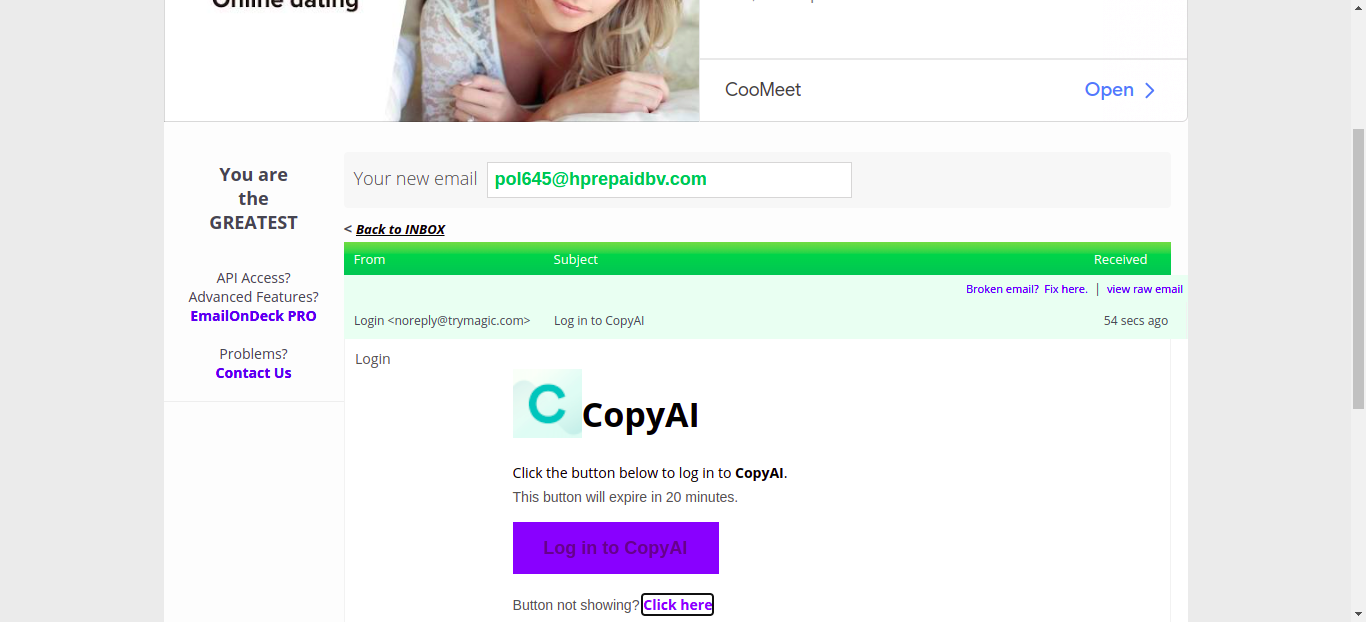 Online dating
CooMeet
Open
You are
the
GREATEST
API Access?
Advanced Features?
EmailOnDeck PRO
Problems?
Contact Us
Your new email pol645@hprepaidbv.com
< Back to INBOX
From Subject Received
Broken email? Fix here. | view raw email
Login <noreply@trymagic.com> Log in to CopyAI 54 secs ago
Login
C CopyAI
Click the button below to log in to CopyAI.
This button will expire in 20 minutes.
Log in to CopyAI
Button not showing? Click here